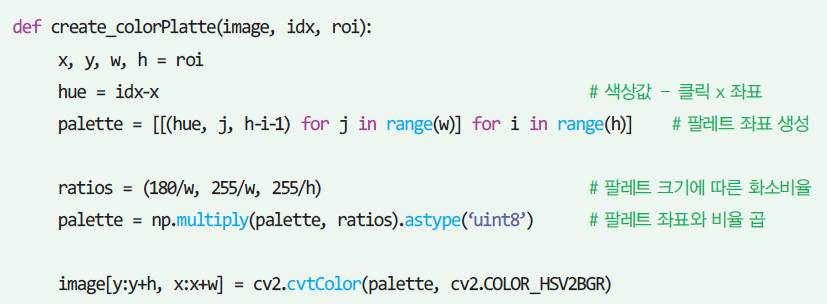 def create_colorPlatte(image, idx, roi):
    x, y, w, h = roi
    hue = idx-x                                        # 색상값 - 클릭 x 좌표
    palette = [[(hue, j, h-i-1) for j in range(w)] for i in range(h)]    # 팔레트 좌표 생성
    ratios = (180/w, 255/w, 255/h)                     # 팔레트 크기에 따른 화소비율
    palette = np.multiply(palette, ratios).astype(‘uint8’)    # 팔레트 좌표와 비율 곱
    image[y:y+h, x:x+w] = cv2.cvtColor(palette, cv2.COLOR_HSV2BGR)